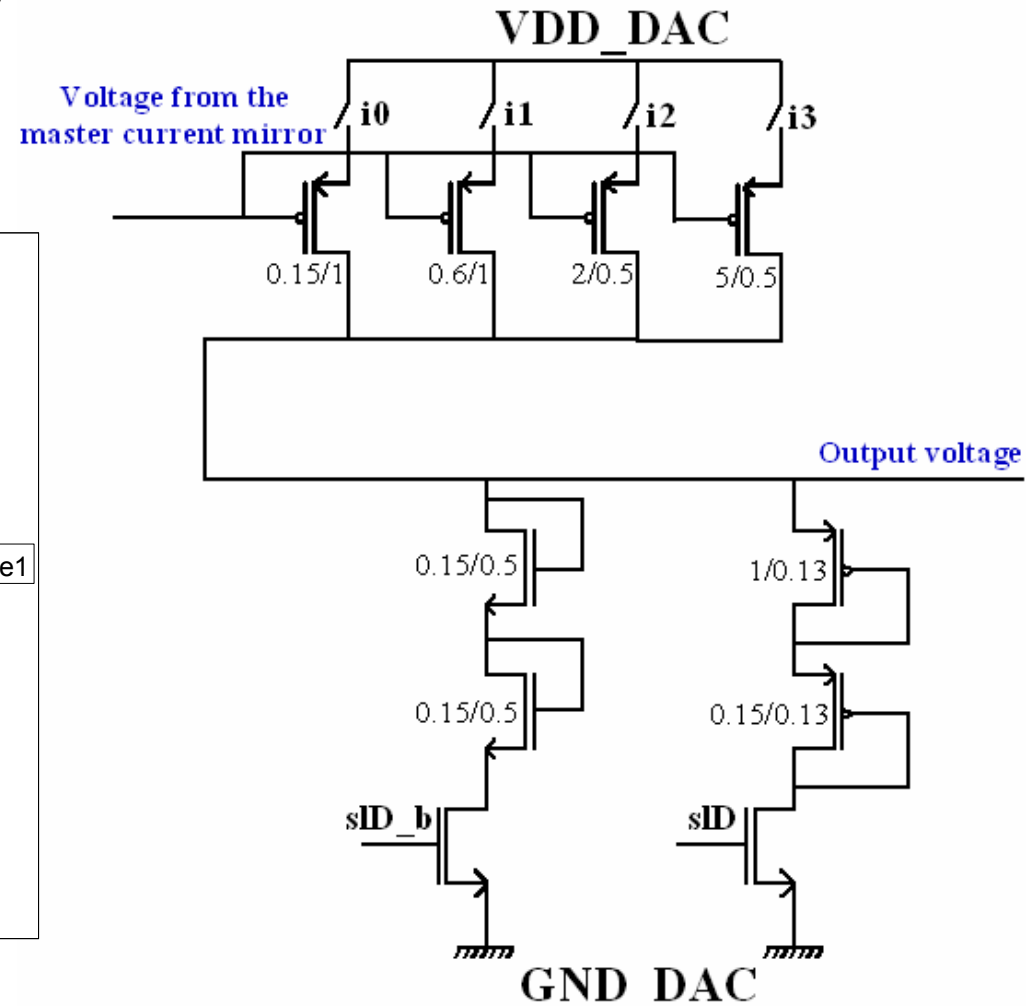 VDD_DAC
Voltage from the
master current mirror
i0
i1
i2
i3
0.15/1
0.6/1
2/0.5
5/0.5
Output voltage
e1
0.15/0.5
1/0.13
0.15/0.5
0.15/0.13
slD_b
slD
GND_DAC